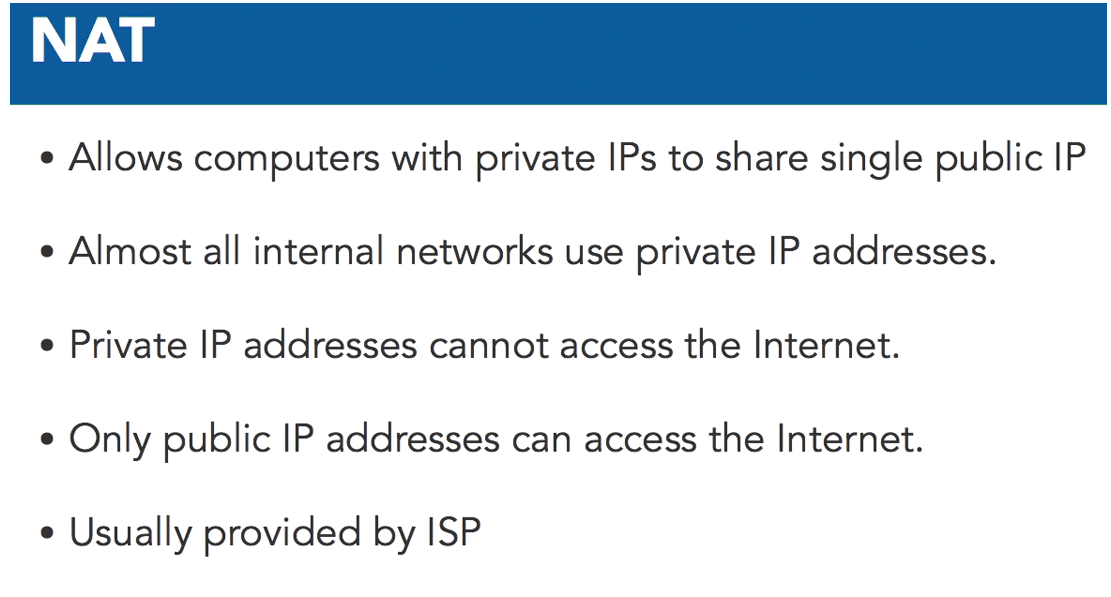 NAT
• Allows computers with private IPs to share single public IP
• Almost all internal networks use private IP addresses.
• Private IP addresses cannot access the Internet.
• Only public IP addresses can access the Internet.
• Usually provided by ISP